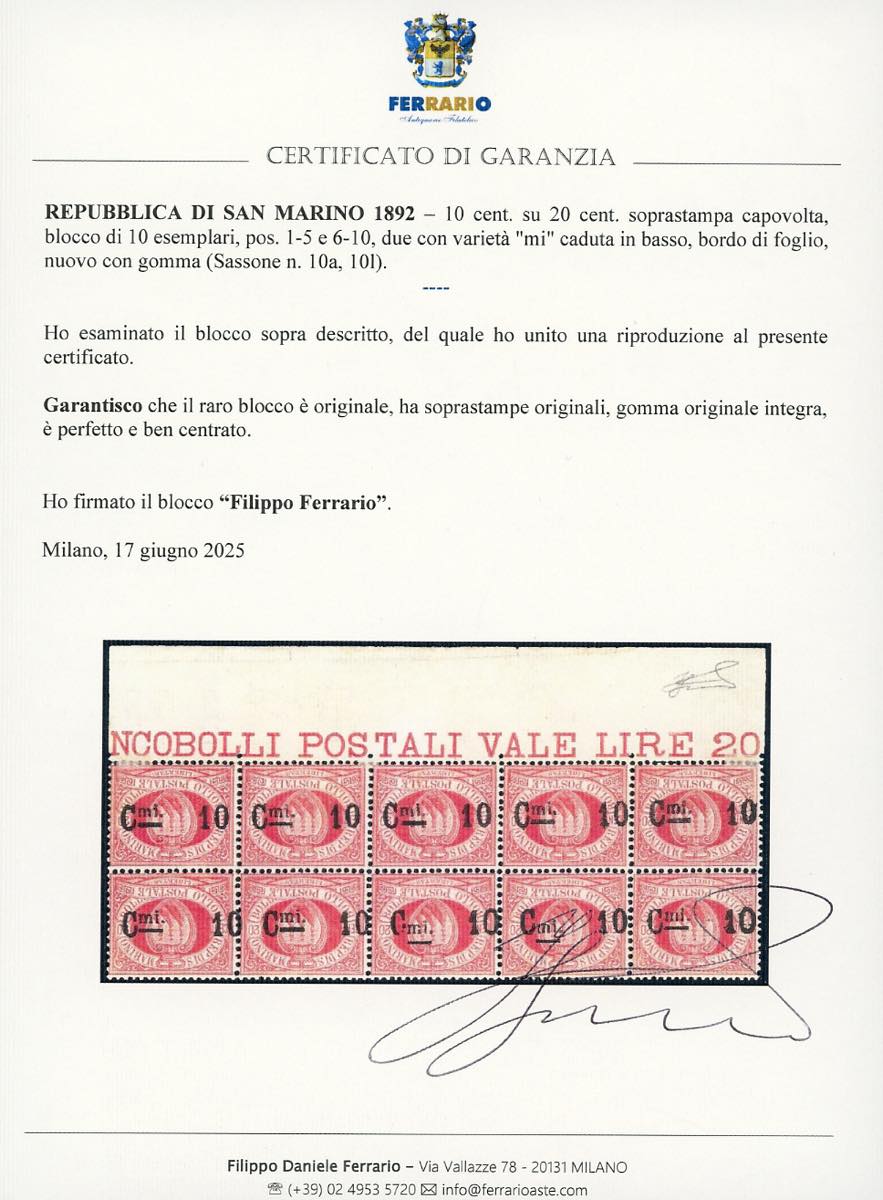 FERRARIO
Antiquario Filatelico
CERTIFICATO DI GARANZIA
REPUBBLICA DI SAN MARINO 1892 – 10 cent. su 20 cent. soprastampa capovolta,
blocco di 10 esemplari, pos. 1-5 e 6-10, due con varietà "mi" caduta in basso, bordo di foglio,
nuovo con gomma (Sassone n. 10a, 10l).
----
Ho esaminato il blocco sopra descritto, del quale ho unito una riproduzione al presente
certificato.
Garantisco che il raro blocco è originale, ha soprastampe originali, gomma originale integra,
è perfetto e ben centrato.
Ho firmato il blocco “Filippo Ferrario”.
Milano, 17 giugno 2025
NCOBOLLI POSTALI VALE LIRE 20
Cmi. 10 Cmi. 10 Cmi. 10 Cmi. 10 Cmi. 10
Cmi. 10 Cmi. 10 Cmi. 10 Cmi. 10 Cmi. 10
Filippo Daniele Ferrario – Via Vallazze 78 - 20131 MILANO
☎ (+39) 02 4953 5720 ✉ info@ferrarioaste.com